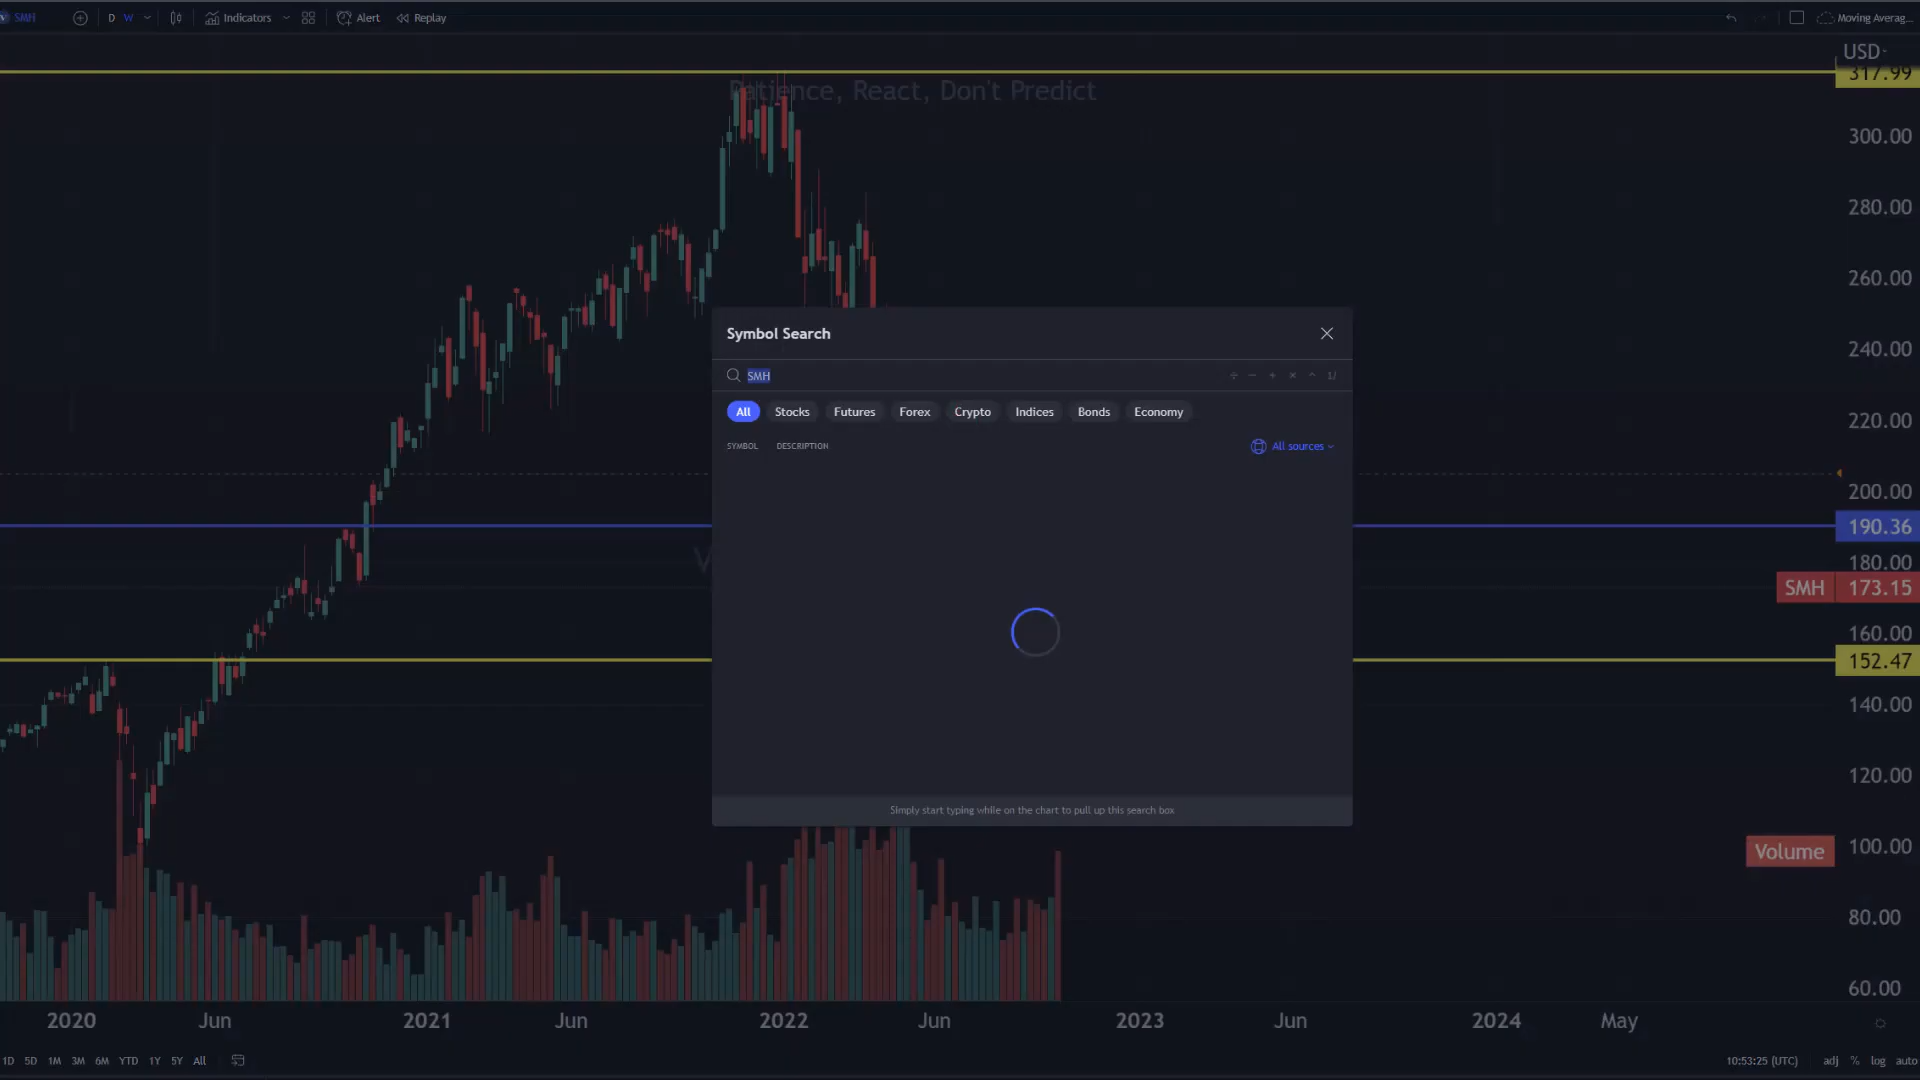 SMH D W Indicators Alert Replay Moving Averag...
USD
317.99
Patience, React, Don't Predict
300.00
280.00
260.00
240.00
220.00
200.00
190.36
180.00
SMH 173.15
160.00
152.47
140.00
120.00
Volume 100.00
80.00
60.00
Symbol Search
SMH ÷ − + × ^ 1/
All Stocks Futures Forex Crypto Indices Bonds Economy
SYMBOL DESCRIPTION All sources
Simply start typing while on the chart to pull up this search box
2020 Jun 2021 Jun 2022 Jun 2023 Jun 2024 May
1D 5D 1M 3M 6M YTD 1Y 5Y All 10:53:25 (UTC) adj % log auto